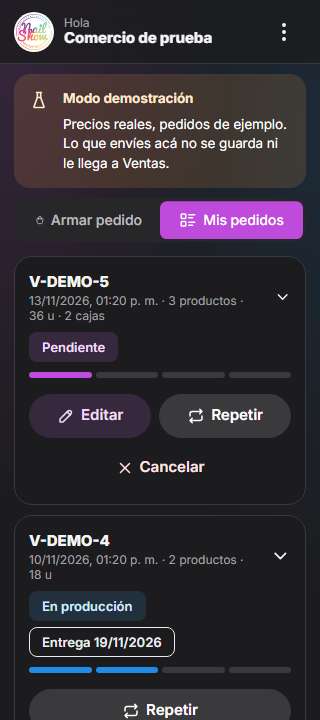 Nail
Show
Hola
Comercio de prueba
Modo demostración
Precios reales, pedidos de ejemplo.
Lo que envíes acá no se guarda ni
le llega a Ventas.
Armar pedido
Mis pedidos
V-DEMO-5
13/11/2026, 01:20 p. m. · 3 productos ·
36 u · 2 cajas
Pendiente
Editar
Repetir
Cancelar
V-DEMO-4
10/11/2026, 01:20 p. m. · 2 productos ·
18 u
En producción
Entrega 19/11/2026
Repetir